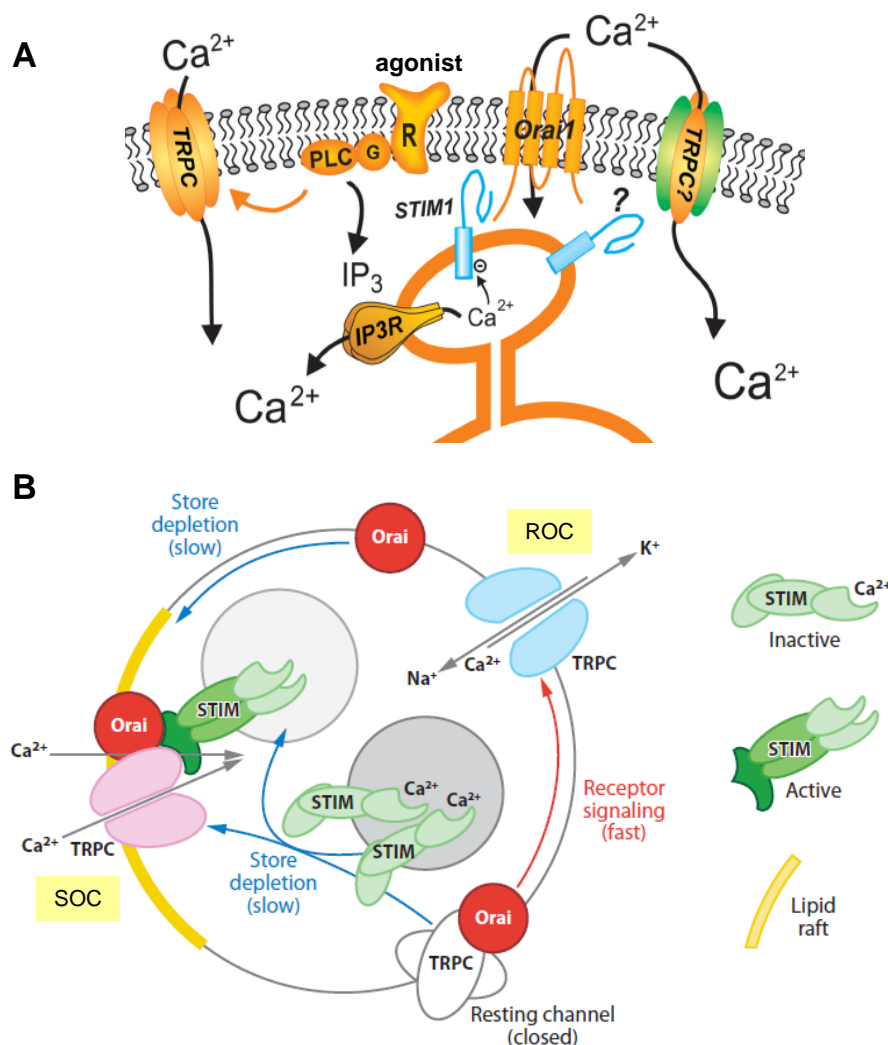 A
Ca2+
agonist
Ca2+
TRPC
PLC
G
R
Orai1
TRPC?
STIM1
?
IP3
⊖
Ca2+
IP3R
Ca2+
Ca2+
B
Store
depletion
(slow)
Orai
ROC
K+
STIM
Ca2+
Inactive
Na+
Ca2+
TRPC
Orai
STIM
Ca2+
Ca2+
TRPC
SOC
STIM
Ca2+
Ca2+
STIM
Store
depletion
(slow)
Receptor
signaling
(fast)
STIM
Active
Orai
TRPC
Resting channel
(closed)
Lipid
raft